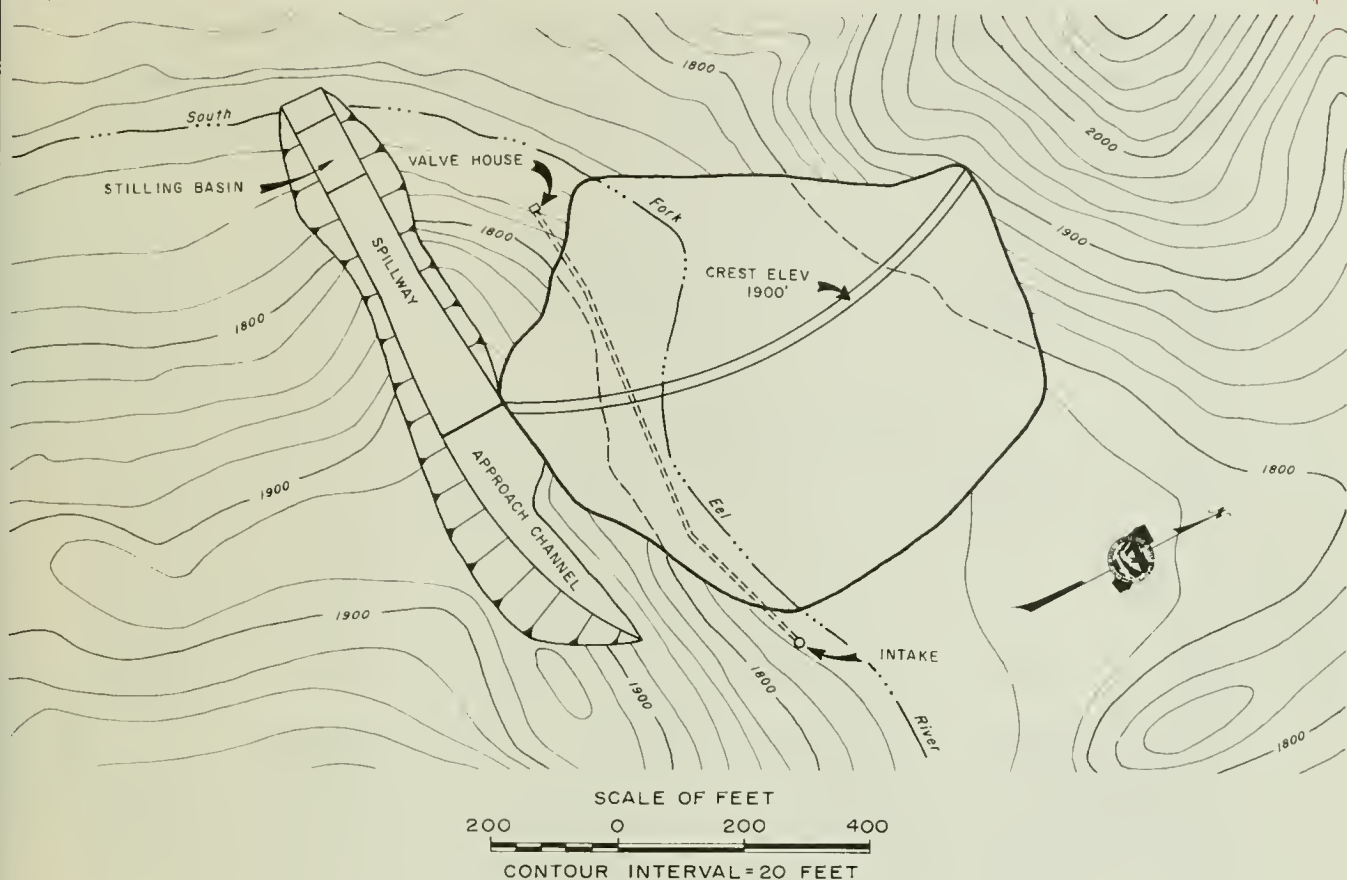 1800
South
VALVE HOUSE
2000
STILLING BASIN
Fork
1800
1900
SPILLWAY
CREST ELEV
1900'
1800
APPROACH CHANNEL
1800
1900
Eel
1900
INTAKE
1900
1800
River
1800
SCALE OF FEET
200 0 200 400
CONTOUR INTERVAL = 20 FEET